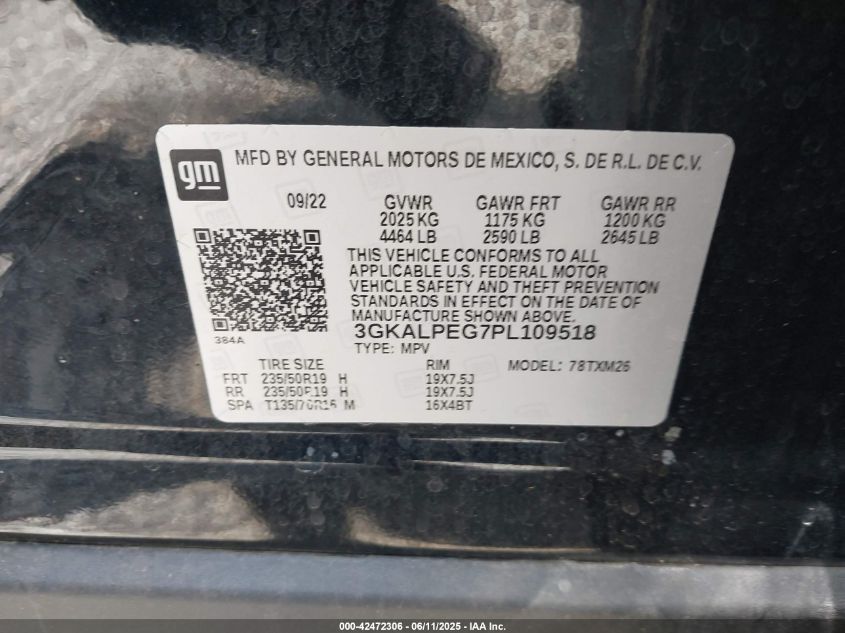 gm MFD BY GENERAL MOTORS DE MEXICO, S. DE R.L. DE C.V.
09/22 GVWR GAWR FRT GAWR RR
2025 KG 1175 KG 1200 KG
4464 LB 2590 LB 2645 LB
THIS VEHICLE CONFORMS TO ALL
APPLICABLE U.S. FEDERAL MOTOR
VEHICLE SAFETY AND THEFT PREVENTION
STANDARDS IN EFFECT ON THE DATE OF
MANUFACTURE SHOWN ABOVE.
384A
3GKALPEG7PL109518
TYPE: MPV
TIRE SIZE RIM MODEL: 78TXM26
FRT 235/50R19 H 19X7.5J
RR 235/50R19 H 19X7.5J
SPA T135/70R16 M 16X4BT
000-42472306 - 06/11/2025 - IAA Inc.